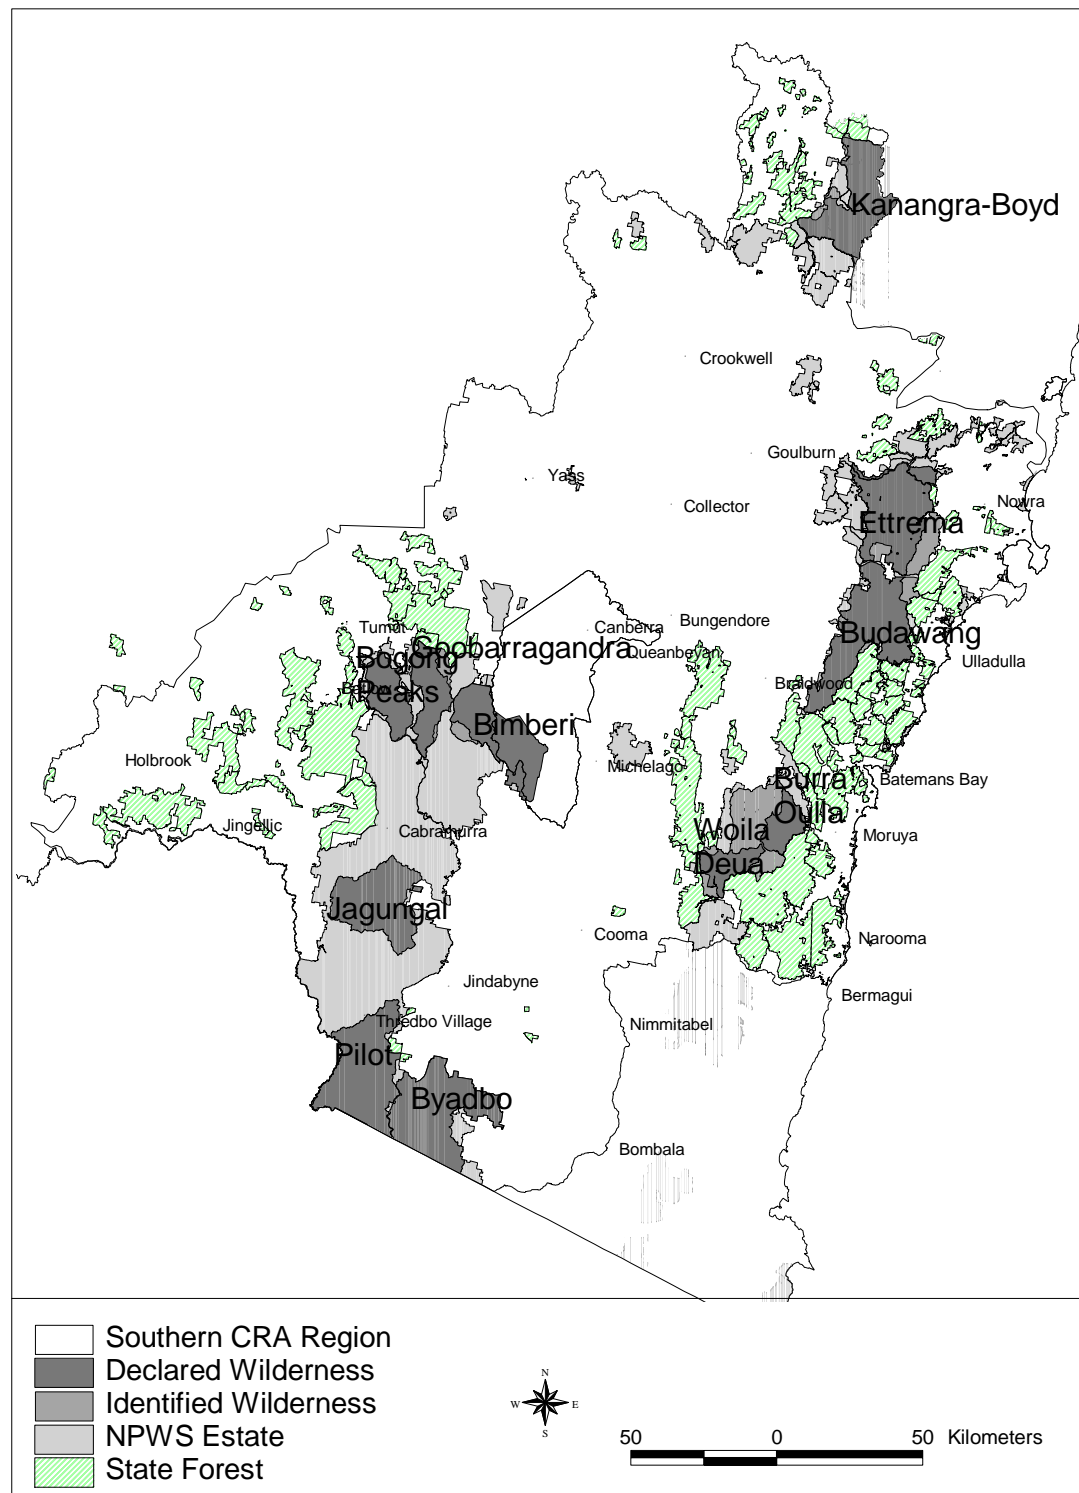 Kanangra-Boyd
Crookwell
Goulburn
Yass
Collector
Nowra
Ettrema
Tumut
Canberra
Bungendore
Goobarragandra
Queanbeyan
Budawang
Bogong
Peaks
Ulladulla
Braidwood
Bimberi
Holbrook
Michelago
Burra
Oulla
Batemans Bay
Jingellic
Cabramurra
Woila
Deua
Moruya
Jagungal
Cooma
Narooma
Jindabyne
Bermagui
Thredbo Village
Nimmitabel
Pilot
Byadbo
Bombala
Southern CRA Region
Declared Wilderness
Identified Wilderness
NPWS Estate
State Forest
N
W E
S
50 0 50 Kilometers